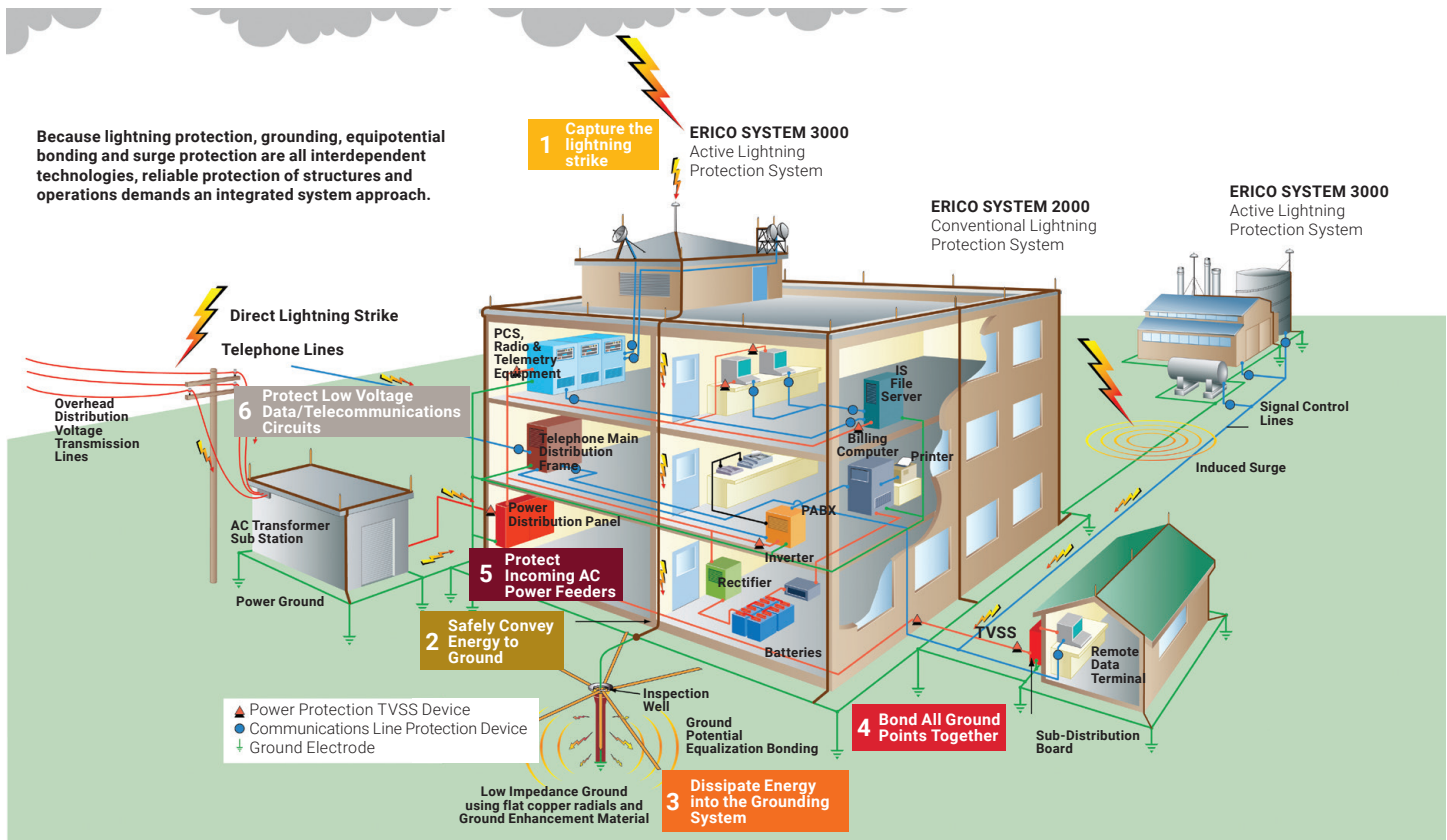 Because lightning protection, grounding, equipotential
bonding and surge protection are all interdependent
technologies, reliable protection of structures and
operations demands an integrated system approach.
1 Capture the
lightning
strike
ERICO SYSTEM 3000
Active Lightning
Protection System
ERICO SYSTEM 2000
Conventional Lightning
Protection System
ERICO SYSTEM 3000
Active Lightning
Protection System
Direct Lightning Strike
Telephone Lines
Overhead
Distribution
Voltage
Transmission
Lines
6 Protect Low Voltage
Data/Telecommunications
Circuits
PCS,
Radio &
Telemetry
Equipment
IS
File
Server
Billing
Computer
Printer
Signal Control
Lines
Induced Surge
Telephone Main
Distribution
Frame
PABX
Power
Distribution Panel
Inverter
AC Transformer
Sub Station
Power Ground
5 Protect
Incoming AC
Power Feeders
Rectifier
Batteries
2 Safely Convey
Energy to
Ground
TVSS
Remote
Data
Terminal
Inspection
Well
Power Protection TVSS Device
Communications Line Protection Device
Ground Electrode
Ground
Potential
Equalization Bonding
4 Bond All Ground
Points Together
Sub-Distribution
Board
Low Impedance Ground
using flat copper radials and
Ground Enhancement Material
3 Dissipate Energy
into the Grounding
System